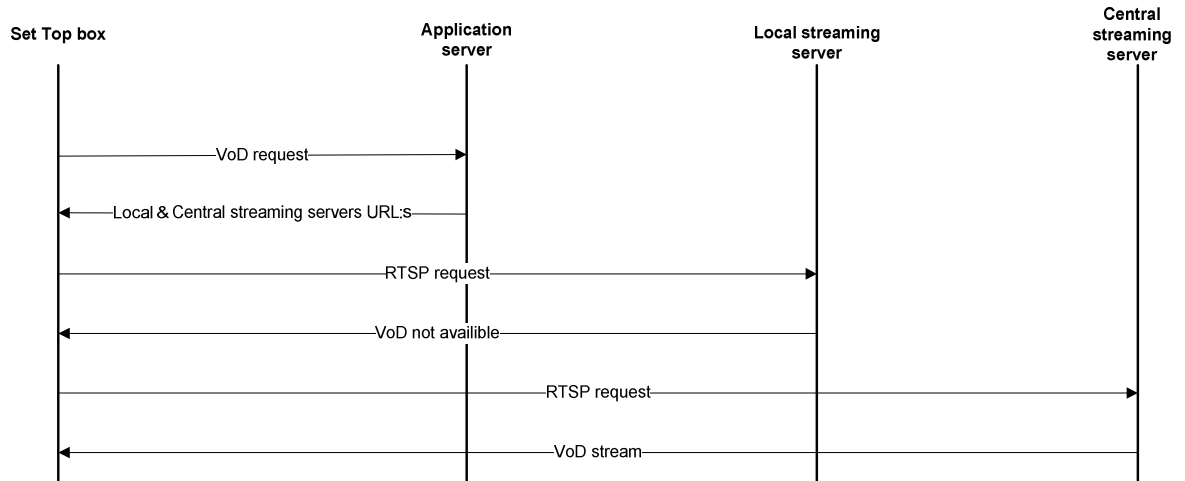 Set Top box
Application
server
Local streaming
server
Central
streaming
server
VoD request
Local & Central streaming servers URL:s
RTSP request
VoD not availible
RTSP request
VoD stream